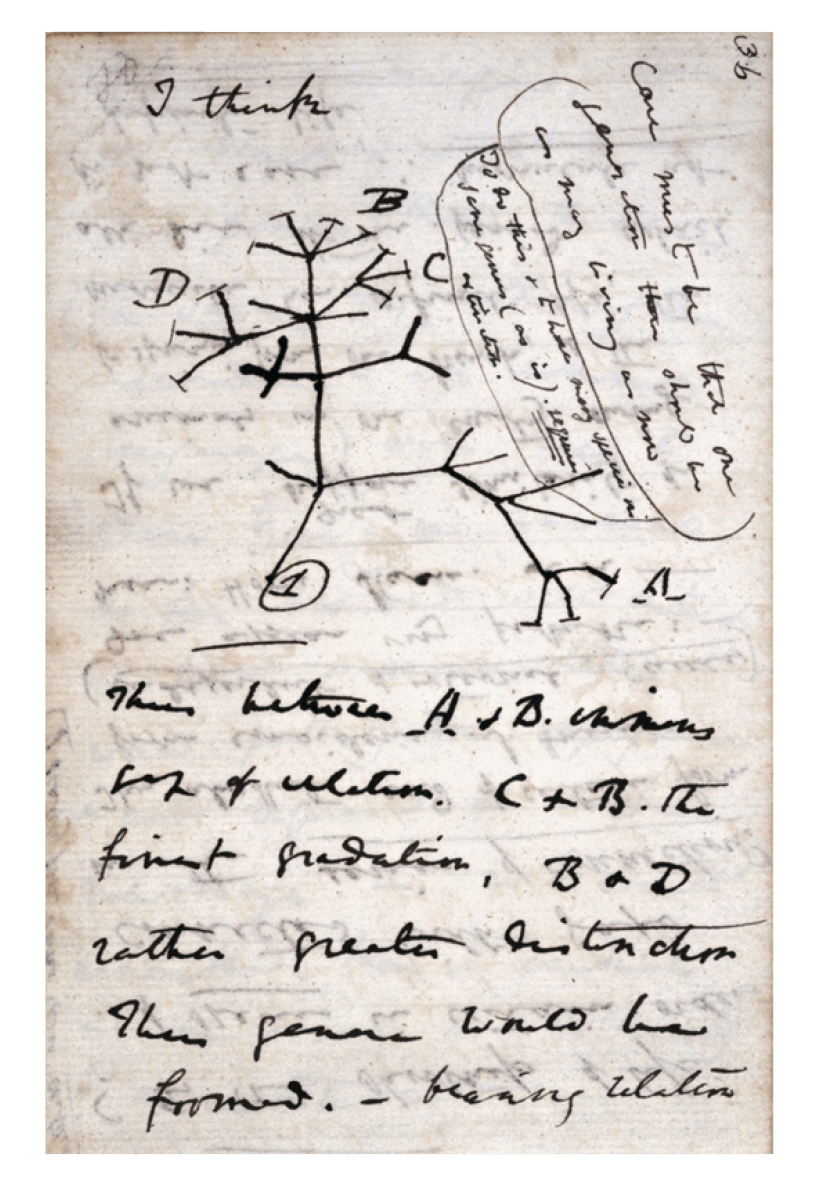 36
I think
Case must be that one
generation then should be
as many living as now
To do this & to have many species in
same genus (as is). requires
extinction.
B
C
D
A
1
Thus between A & B. immense
gap of relation. C & B. the
finest gradation, B & D
rather greater distinction
Thus genera would be
formed. — bearing relation